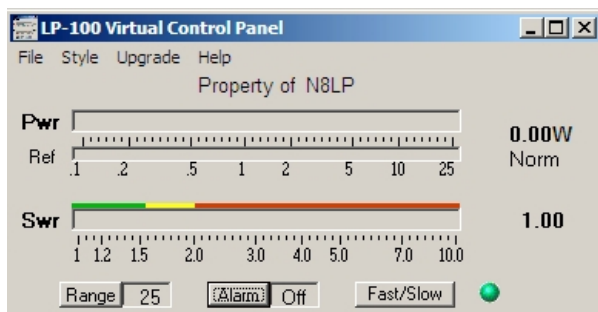 LP-100 Virtual Control Panel
File Style Upgrade Help
Property of N8LP
Pwr
0.00W
Ref
Norm
.1 .2 .5 1 2 5 10 25
Swr
1.00
1 1.2 1.5 2.0 3.0 4.0 5.0 7.0 10.0
Range 25 Alarm Off Fast/Slow